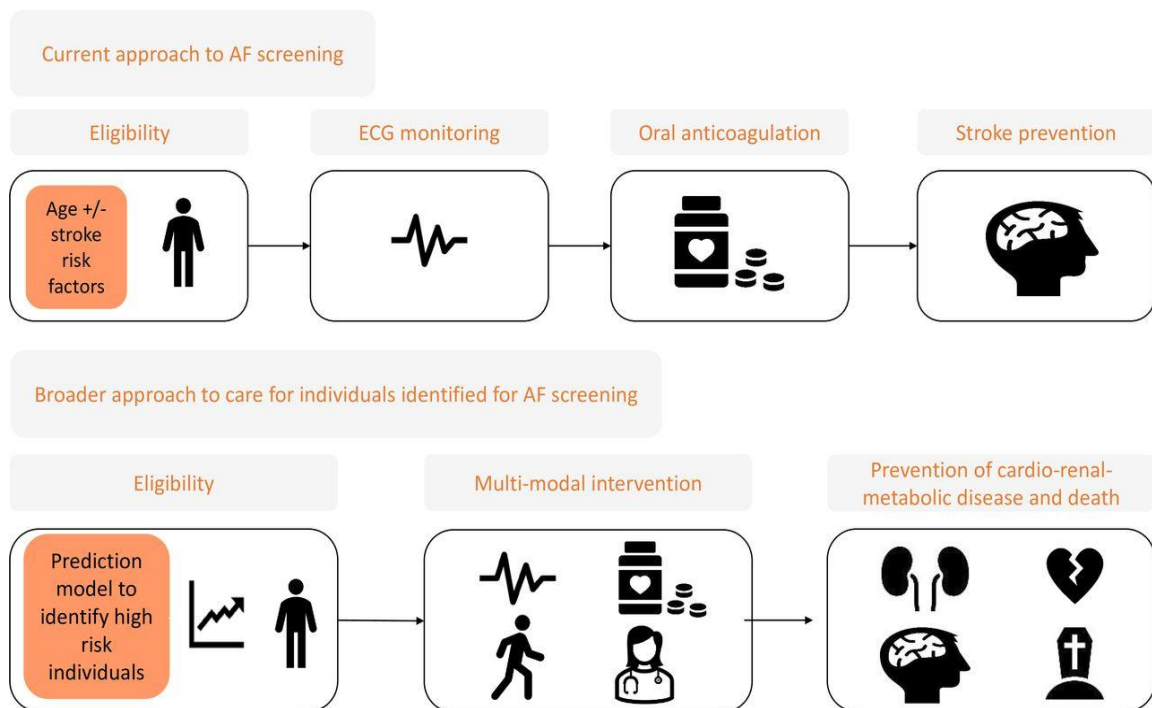 Current approach to AF screening
Eligibility
ECG monitoring
Oral anticoagulation
Stroke prevention
Age +/-
stroke
risk
factors
Broader approach to care for individuals identified for AF screening
Eligibility
Multi-modal intervention
Prevention of cardio-renal-
metabolic disease and death
Prediction
model to
identify high
risk
individuals